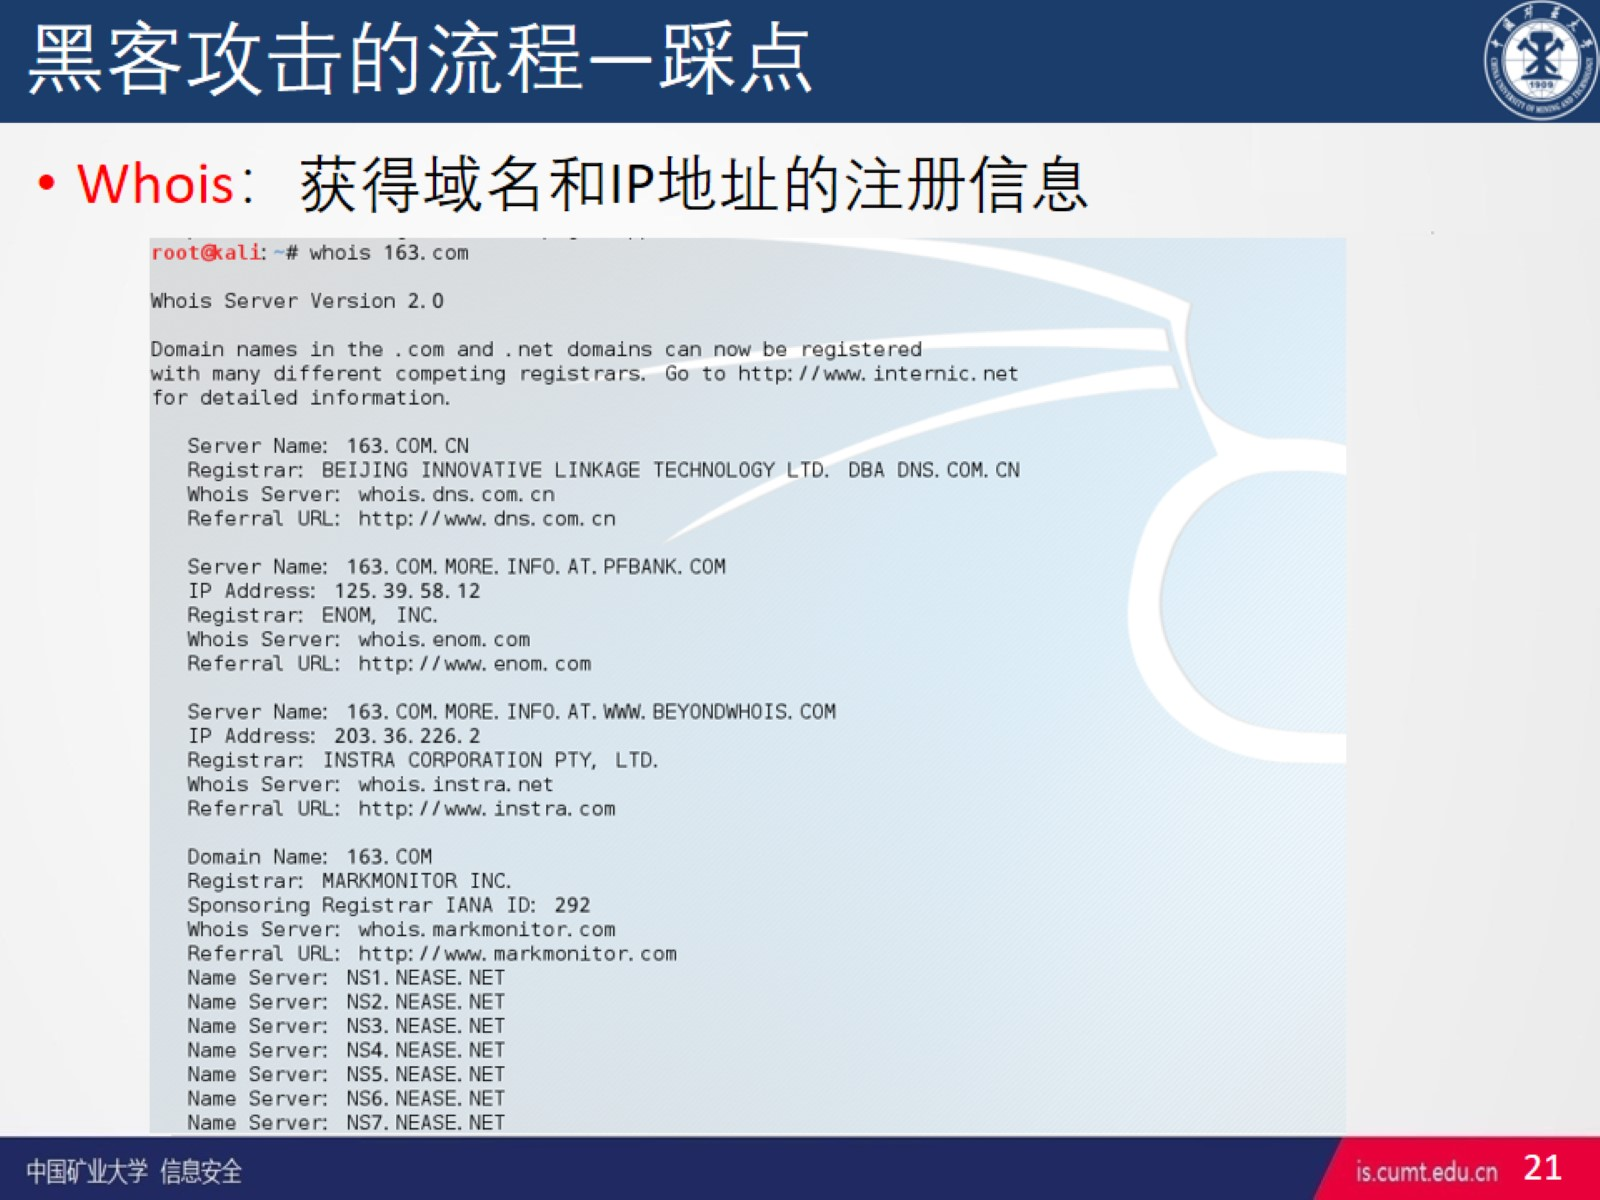 黑客攻击的流程—踩点
• Whois： 获得域名和IP地址的注册信息
root@kali:~# whois 163.com
Whois Server Version 2.0
Domain names in the .com and .net domains can now be registered
with many different competing registrars. Go to http://www.internic.net
for detailed information.
Server Name: 163.COM.CN
Registrar: BEIJING INNOVATIVE LINKAGE TECHNOLOGY LTD. DBA DNS.COM.CN
Whois Server: whois.dns.com.cn
Referral URL: http://www.dns.com.cn
Server Name: 163.COM.MORE.INFO.AT.PFBANK.COM
IP Address: 125.39.58.12
Registrar: ENOM, INC.
Whois Server: whois.enom.com
Referral URL: http://www.enom.com
Server Name: 163.COM.MORE.INFO.AT.WWW.BEYONDWHOIS.COM
IP Address: 203.36.226.2
Registrar: INSTRA CORPORATION PTY, LTD.
Whois Server: whois.instra.net
Referral URL: http://www.instra.com
Domain Name: 163.COM
Registrar: MARKMONITOR INC.
Sponsoring Registrar IANA ID: 292
Whois Server: whois.markmonitor.com
Referral URL: http://www.markmonitor.com
Name Server: NS1.NEASE.NET
Name Server: NS2.NEASE.NET
Name Server: NS3.NEASE.NET
Name Server: NS4.NEASE.NET
Name Server: NS5.NEASE.NET
Name Server: NS6.NEASE.NET
Name Server: NS7.NEASE.NET
中国矿业大学 信息安全
is.cumt.edu.cn 21
1909
CHINA UNIVERSITY OF MINING AND TECHNOLOGY